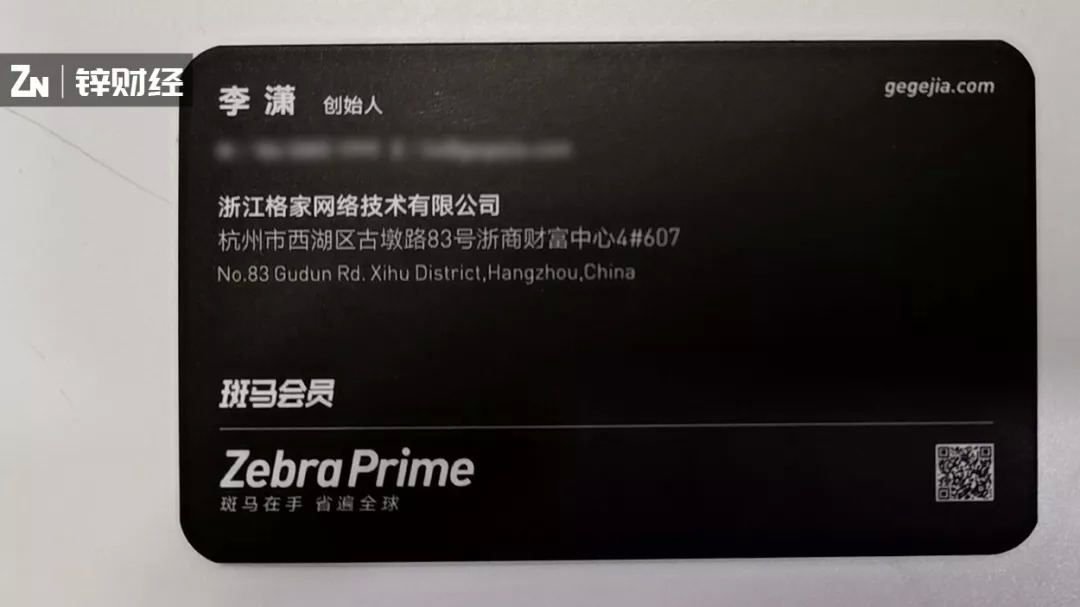 ZN 锌财经
李潇 创始人
gegejia.com
浙江格家网络技术有限公司
杭州市西湖区古墩路83号浙商财富中心4#607
No.83 Gudun Rd. Xihu District,Hangzhou,China
斑马会员
Zebra Prime
斑马在手 省遍全球